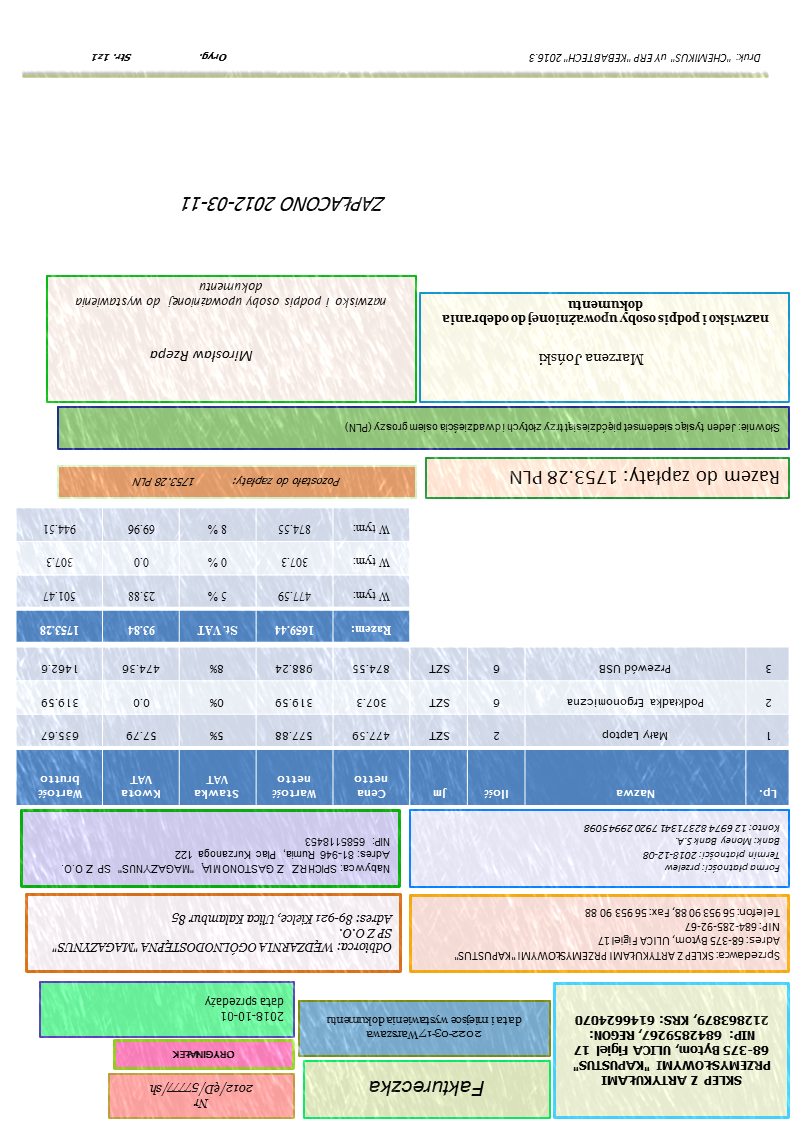 SKLEP Z ARTYKUŁAMI
PRZEMYSŁOWYMI "KAPUSTUS"
68-375 Bytom, ULICA Figiel 17
NIP: 6842859267, REGON:
212863879, KRS: 6146624070
Faktureczka
2022-03-17 Warszawa
data i miejsce wystawienia dokumentu
Nr
2012/ęD/57777/sh
ORYGINAŁEK
2018-10-01
data sprzedaży
Sprzedawca: SKLEP Z ARTYKUŁAMI PRZEMYSŁOWYMI "KAPUSTUS"
Adres: 68-375 Bytom, ULICA Figiel 17
NIP: 684-285-92-67
Telefon: 56 953 90 88, Fax: 56 953 90 88
Odbiorca: WĘDZARNIA OGÓLNODOSTĘPNA "MAGAZYNUS"
SP Z O.O.
Adres: 89-921 Kielce, Ulica Kalambur 85
Forma płatności: przelew
Termin płatności: 2018-12-08
Bank: Money Bank S.A.
Konto: 12 6974 8237 1341 7920 2994 5098
Nabywca: SPICHRZ Z GASTONOMIĄ "MAGAZYNUS" SP Z O.O.
Adres: 81-946 Rumia, Plac Kurzanoga 122
NIP: 6585118453
Lp. Nazwa Ilość Jm Cena netto Wartość netto Stawka VAT Kwota VAT Wartość brutto
1 Mały Laptop 2 SZT 477.59 577.88 5% 57.79 635.67
2 Podkładka Ergonomiczna 6 SZT 307.3 319.59 0% 0.0 319.59
3 Przewód USB 6 SZT 874.55 988.24 8% 474.36 1462.6
Razem: 1659.44 St. VAT 93.84 1753.28
W tym: 477.59 5 % 23.88 501.47
W tym: 307.3 0 % 0.0 307.3
W tym: 874.55 8 % 69.96 944.51
Razem do zapłaty: 1753.28 PLN
Pozostało do zapłaty: 1753.28 PLN
Słownie: Jeden tysiąc siedemset pięćdziesiąt trzy złotych i dwadzieścia osiem groszy (PLN)
Marzena Joński
nazwisko i podpis osoby upoważnionej do odebrania
dokumentu
Mirosław Rzepa
nazwisko i podpis osoby upoważnionej do wystawienia
dokumentu
ZAPŁACONO 2012-03-11
Druk: "CHEMIKUS" uy ERP "KEBABTECH" 2016.3 Oryg. Str. 1z1